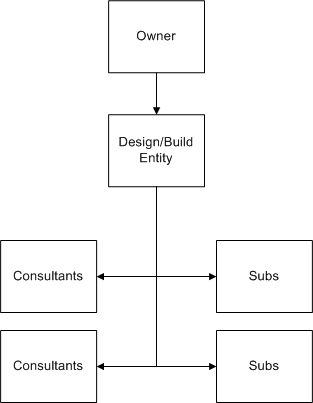 Owner
Design/Build
Entity
Consultants
Subs
Consultants
Subs